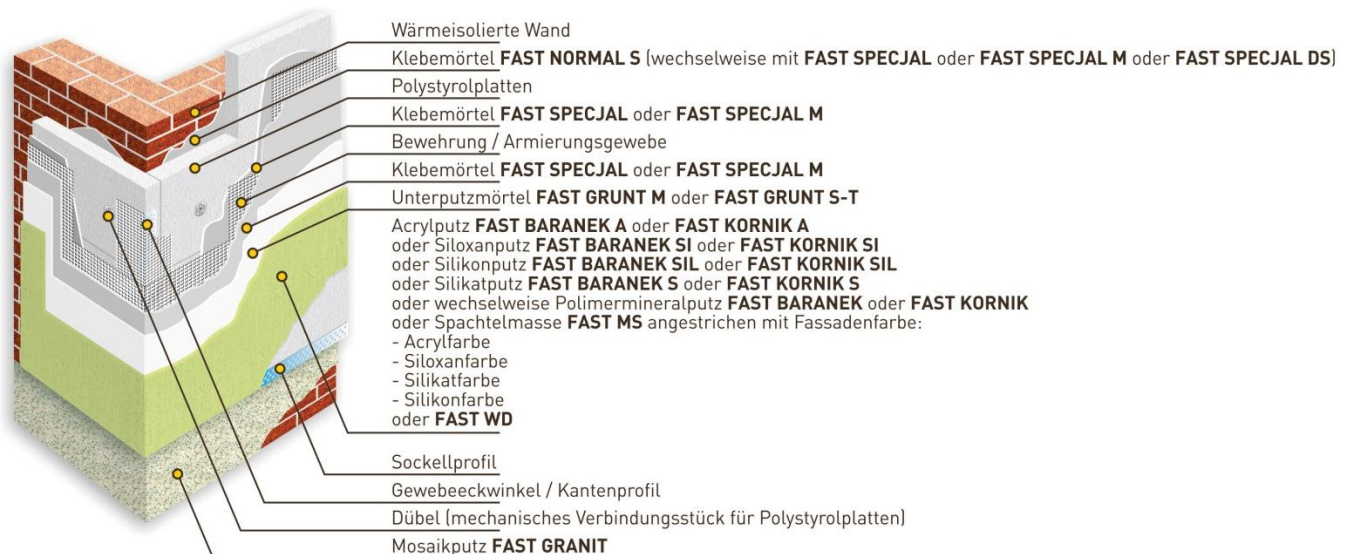 Wärmeisolierte Wand
Klebemörtel FAST NORMAL S (wechselweise mit FAST SPECJAL oder FAST SPECJAL M oder FAST SPECJAL DS)
Polystyrolplatten
Klebemörtel FAST SPECJAL oder FAST SPECJAL M
Bewehrung / Armierungsgewebe
Klebemörtel FAST SPECJAL oder FAST SPECJAL M
Unterputzmörtel FAST GRUNT M oder FAST GRUNT S-T
Acrylputz FAST BARANEK A oder FAST KORNIK A
oder Siloxanputz FAST BARANEK SI oder FAST KORNIK SI
oder Silikonputz FAST BARANEK SIL oder FAST KORNIK SIL
oder Silikatputz FAST BARANEK S oder FAST KORNIK S
oder wechselweise Polimermineralputz FAST BARANEK oder FAST KORNIK
oder Spachtelmasse FAST MS angestrichen mit Fassadenfarbe:
- Acrylfarbe
- Siloxanfarbe
- Silikatfarbe
- Silikonfarbe
oder FAST WD
Sockellprofil
Gewebeeckwinkel / Kantenprofil
Dübel (mechanisches Verbindungsstück für Polystyrolplatten)
Mosaikputz FAST GRANIT